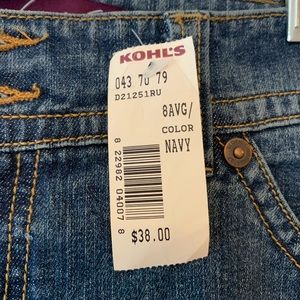 KOHL'S
043 70 79
D21251RU
8AVG/
COLOR
NAVY
8 22982 04007 8
$38.00